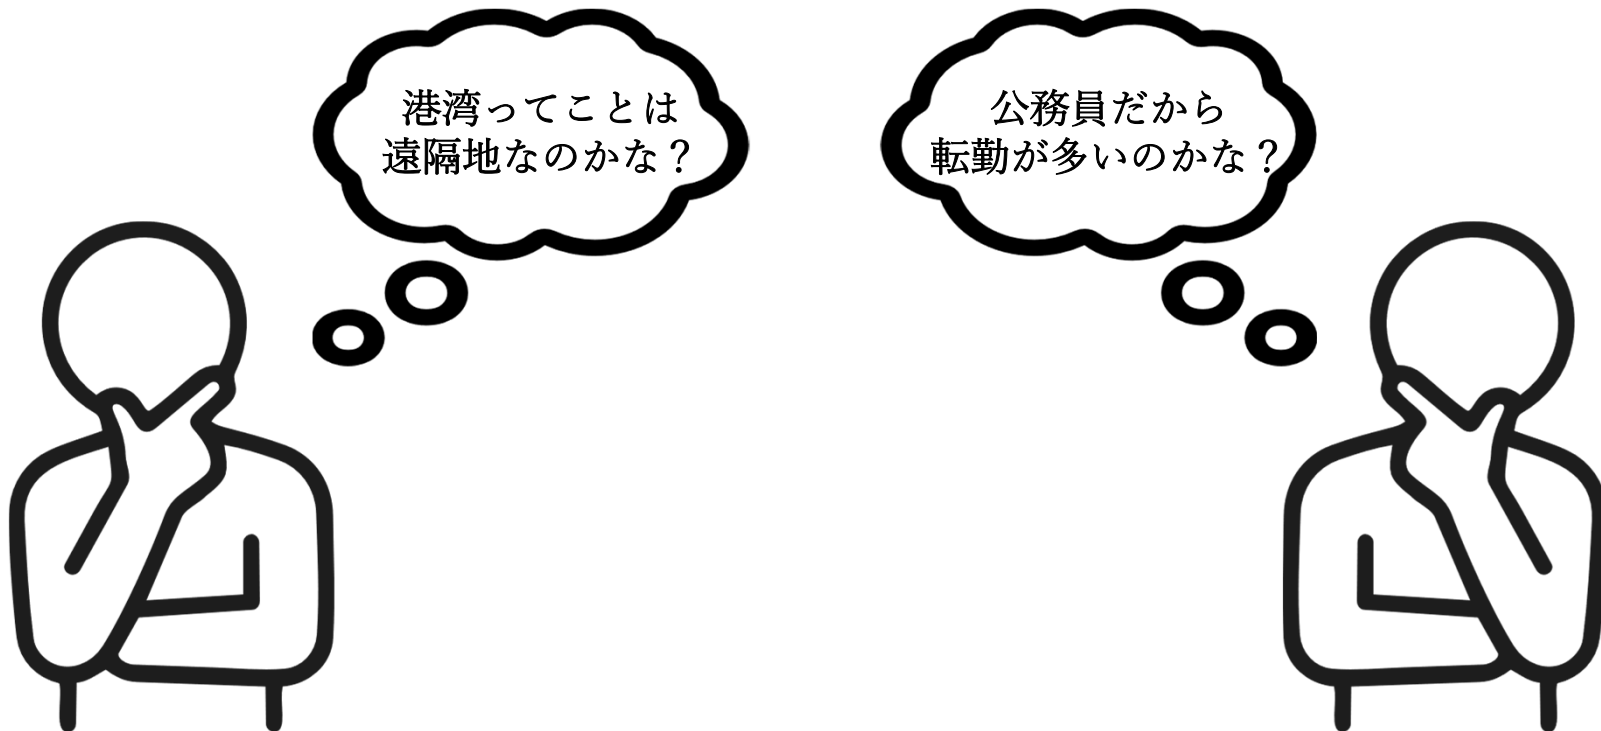 港湾ってことは
遠隔地なのかな？
公務員だから
転勤が多いのかな？